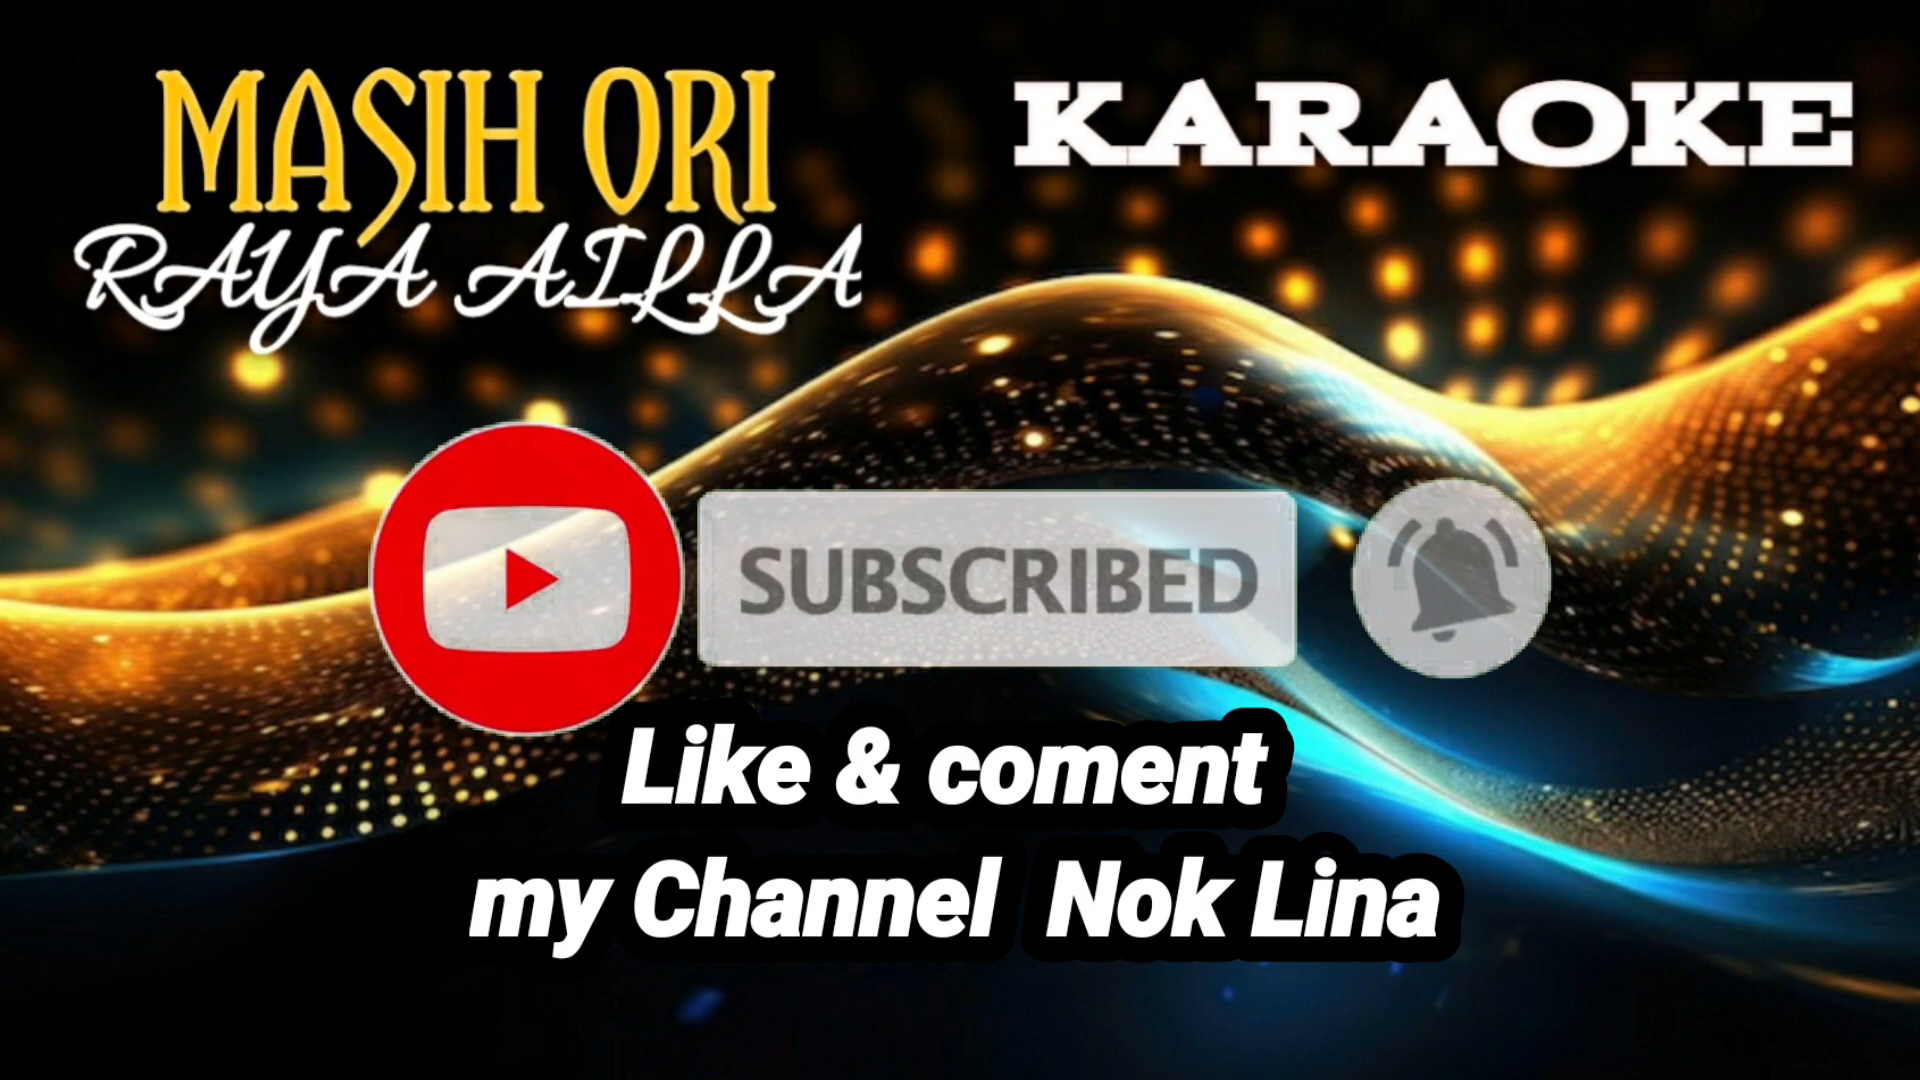 MASIH ORI
RAYA AILLA
KARAOKE
SUBSCRIBED
Like & coment
my Channel Nok Lina